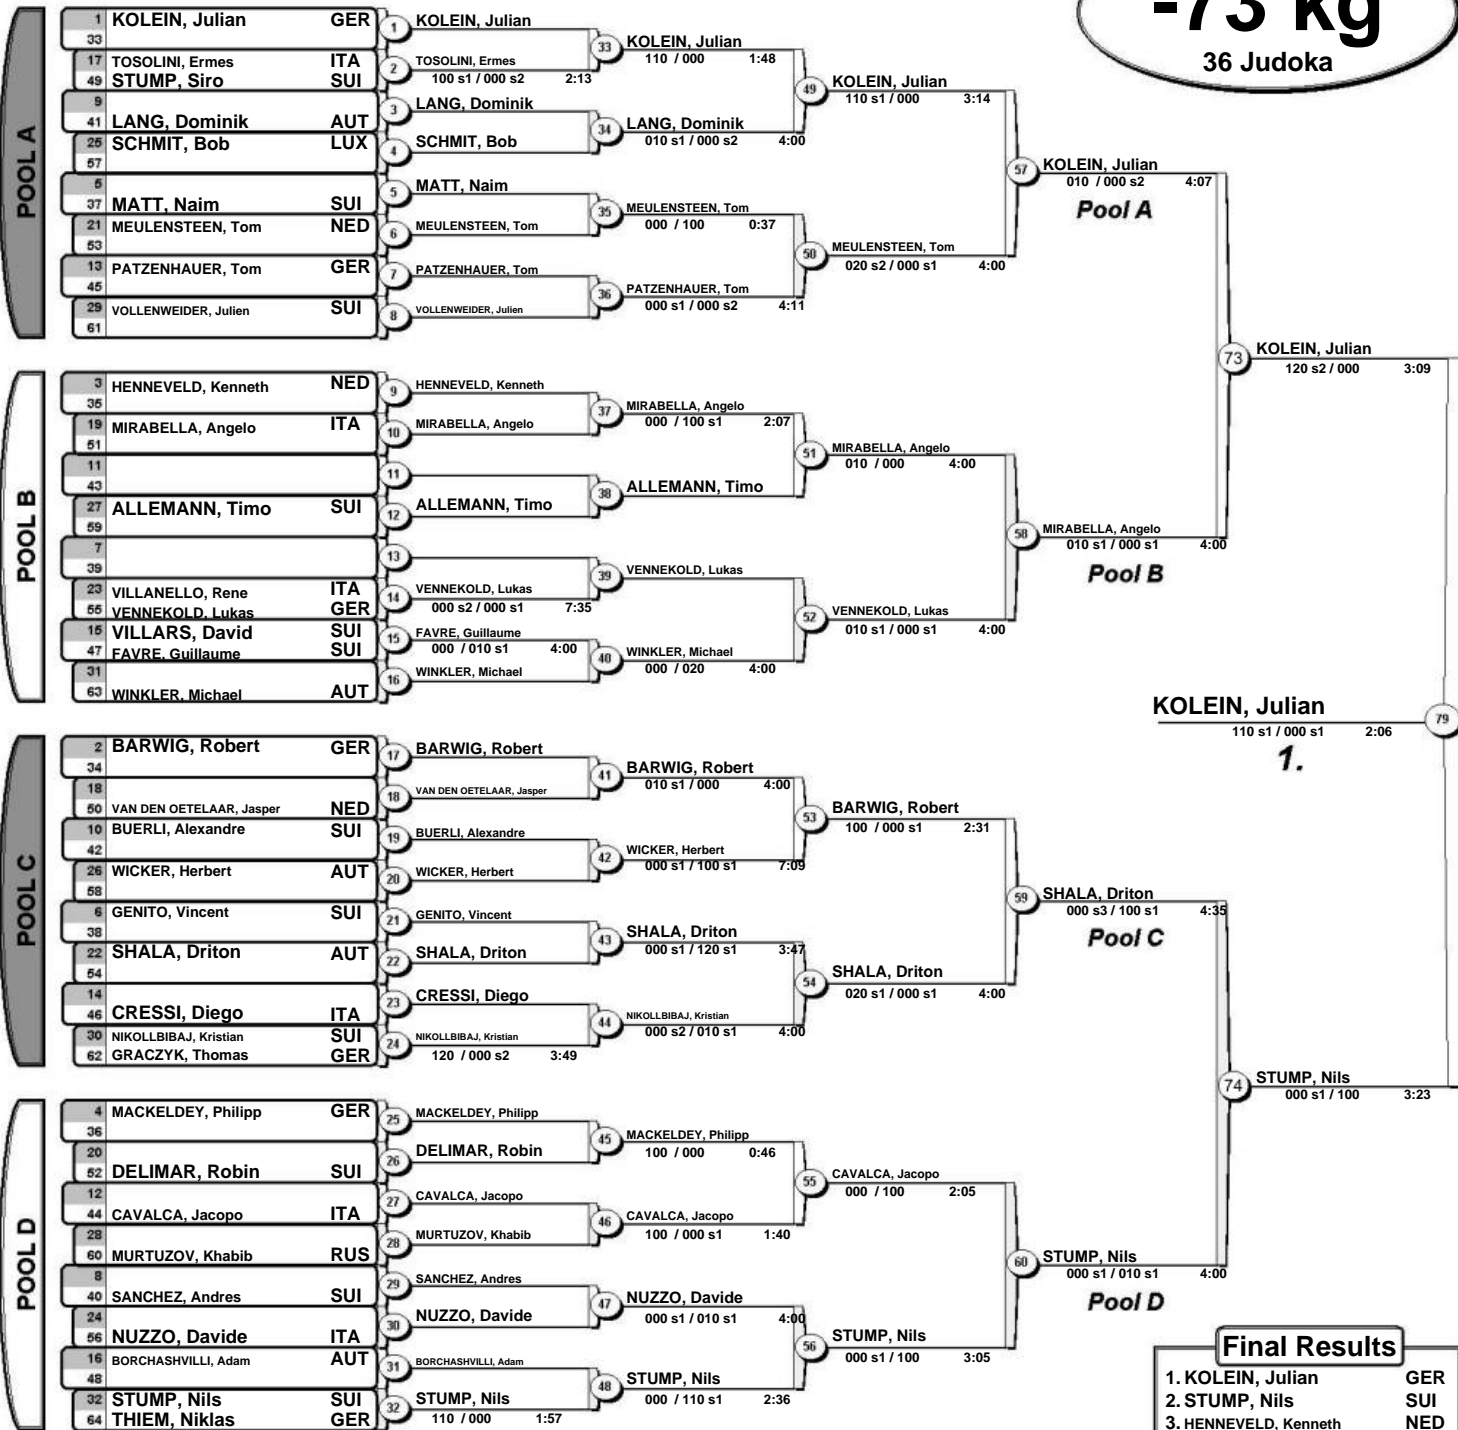 -73 kg
36 Judoka
POOL A
1 KOLEIN, Julian GER
33
17 TOSOLINI, Ermes ITA
49 STUMP, Siro SUI
9
41 LANG, Dominik AUT
25 SCHMIT, Bob LUX
57
5
37 MATT, Naim SUI
21 MEULENSTEEN, Tom NED
53
13 PATZENHAUER, Tom GER
45
29 VOLLENWEIDER, Julien SUI
61
1 KOLEIN, Julian
2 TOSOLINI, Ermes
100 s1 / 000 s2 2:13
3 LANG, Dominik
4 SCHMIT, Bob
5 MATT, Naim
6 MEULENSTEEN, Tom
7 PATZENHAUER, Tom
8 VOLLENWEIDER, Julien
33 KOLEIN, Julian
110 / 000 1:48
34 LANG, Dominik
010 s1 / 000 s2 4:00
35 MEULENSTEEN, Tom
000 / 100 0:37
36 PATZENHAUER, Tom
000 s1 / 000 s2 4:11
49 KOLEIN, Julian
110 s1 / 000 3:14
50 MEULENSTEEN, Tom
020 s2 / 000 s1 4:00
57 KOLEIN, Julian
010 / 000 s2 4:07
Pool A
POOL B
3 HENNEVELD, Kenneth NED
35
19 MIRABELLA, Angelo ITA
51
11
43
27 ALLEMANN, Timo SUI
59
7
39
23 VILLANELLO, Rene ITA
55 VENNEKOLD, Lukas GER
15 VILLARS, David SUI
47 FAVRE, Guillaume SUI
31
63 WINKLER, Michael AUT
9 HENNEVELD, Kenneth
10 MIRABELLA, Angelo
11
12 ALLEMANN, Timo
13
14 VENNEKOLD, Lukas
000 s2 / 000 s1 7:35
15 FAVRE, Guillaume
000 / 010 s1 4:00
16 WINKLER, Michael
37 MIRABELLA, Angelo
000 / 100 s1 2:07
38 ALLEMANN, Timo
39 VENNEKOLD, Lukas
40 WINKLER, Michael
000 / 020 4:00
51 MIRABELLA, Angelo
010 / 000 4:00
52 VENNEKOLD, Lukas
010 s1 / 000 s1 4:00
58 MIRABELLA, Angelo
010 s1 / 000 s1 4:00
Pool B
73 KOLEIN, Julian
120 s2 / 000 3:09
KOLEIN, Julian 79
110 s1 / 000 s1 2:06
1.
POOL C
2 BARWIG, Robert GER
34
18
50 VAN DEN OETELAAR, Jasper NED
10 BUERLI, Alexandre SUI
42
26 WICKER, Herbert AUT
58
6 GENITO, Vincent SUI
38
22 SHALA, Driton AUT
54
14
46 CRESSI, Diego ITA
30 NIKOLLBIBAJ, Kristian SUI
62 GRACZYK, Thomas GER
17 BARWIG, Robert
18 VAN DEN OETELAAR, Jasper
19 BUERLI, Alexandre
20 WICKER, Herbert
21 GENITO, Vincent
22 SHALA, Driton
23 CRESSI, Diego
24 NIKOLLBIBAJ, Kristian
120 / 000 s2 3:49
41 BARWIG, Robert
010 s1 / 000 4:00
42 WICKER, Herbert
000 s1 / 100 s1 7:09
43 SHALA, Driton
000 s1 / 120 s1 3:47
44 NIKOLLBIBAJ, Kristian
000 s2 / 010 s1 4:00
53 BARWIG, Robert
100 / 000 s1 2:31
54 SHALA, Driton
020 s1 / 000 s1 4:00
59 SHALA, Driton
000 s3 / 100 s1 4:35
Pool C
POOL D
4 MACKELDEY, Philipp GER
36
20
52 DELIMAR, Robin SUI
12
44 CAVALCA, Jacopo ITA
28
60 MURTUZOV, Khabib RUS
8
40 SANCHEZ, Andres SUI
24
56 NUZZO, Davide ITA
16 BORCHASHVILLI, Adam AUT
48
32 STUMP, Nils SUI
64 THIEM, Niklas GER
25 MACKELDEY, Philipp
26 DELIMAR, Robin
27 CAVALCA, Jacopo
28 MURTUZOV, Khabib
29 SANCHEZ, Andres
30 NUZZO, Davide
31 BORCHASHVILLI, Adam
32 STUMP, Nils
110 / 000 1:57
45 MACKELDEY, Philipp
100 / 000 0:46
46 CAVALCA, Jacopo
100 / 000 s1 1:40
47 NUZZO, Davide
000 s1 / 010 s1 4:00
48 STUMP, Nils
000 / 110 s1 2:36
55 CAVALCA, Jacopo
000 / 100 2:05
56 STUMP, Nils
000 s1 / 100 3:05
60 STUMP, Nils
000 s1 / 010 s1 4:00
Pool D
74 STUMP, Nils
000 s1 / 100 3:23
Final Results
1. KOLEIN, Julian GER
2. STUMP, Nils SUI
3. HENNEVELD, Kenneth NED